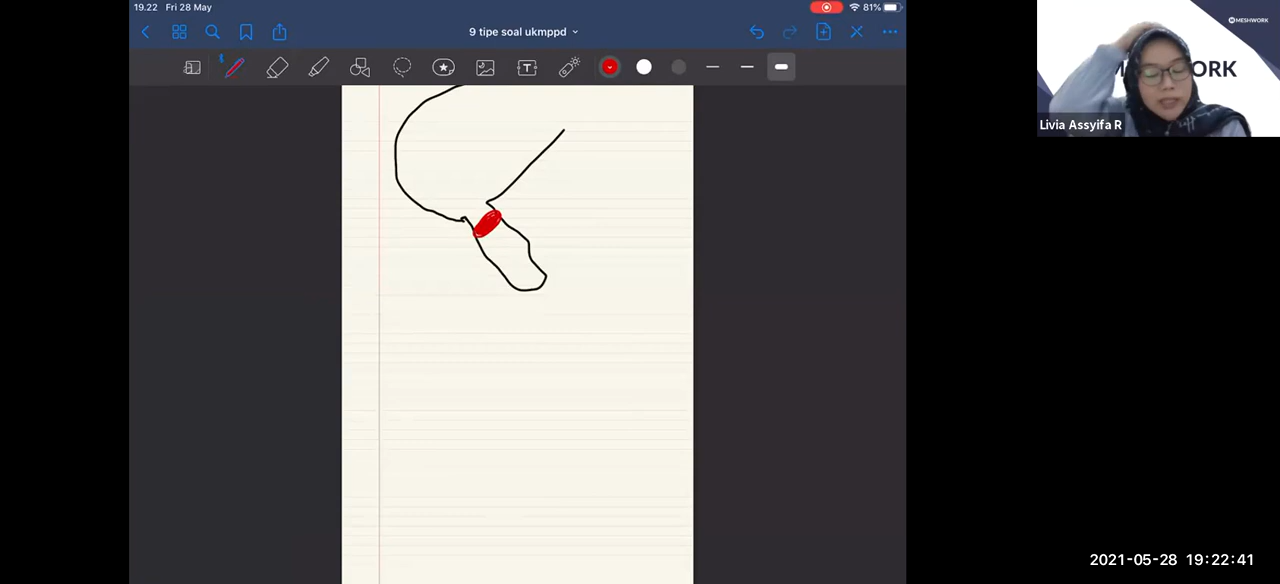 19.22 Fri 28 May
81%
9 tipe soal ukmppd
T
MESHWORK
ORK
Livia Assyifa R
2021-05-28 19:22:41